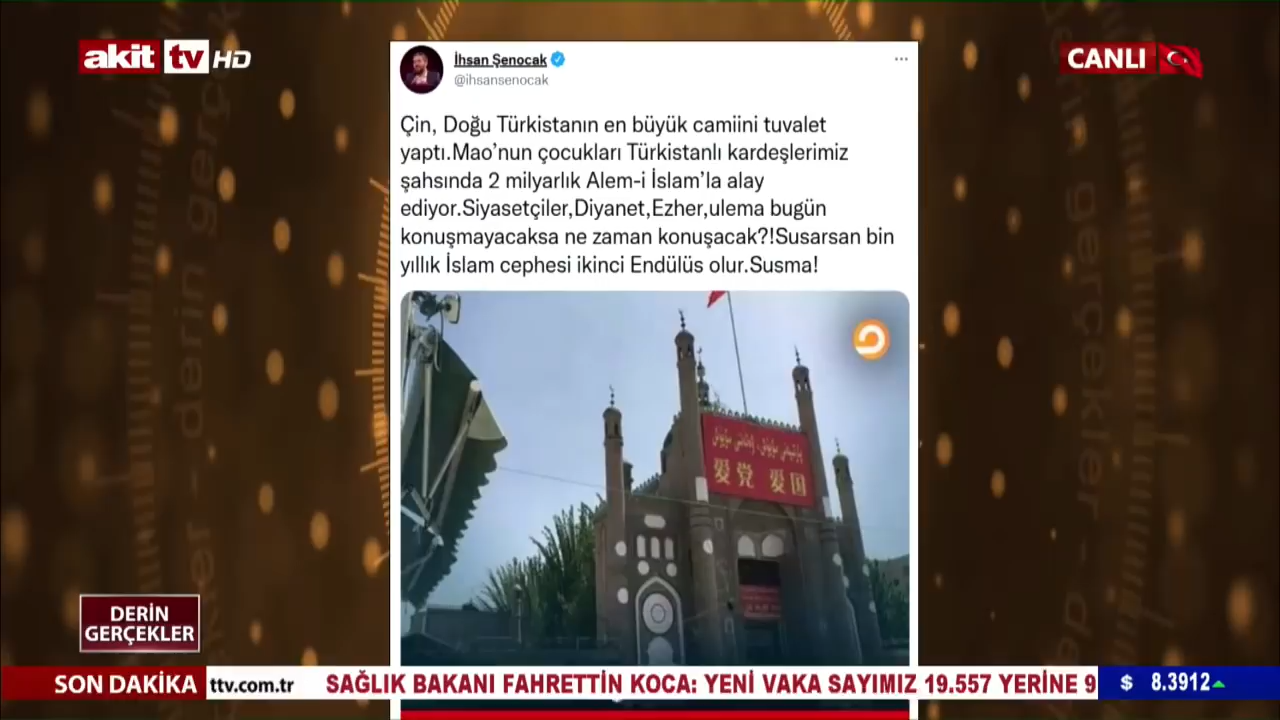 akit tv HD
CANLI
İhsan Şenocak
@ihsansenocak
Çin, Doğu Türkistanın en büyük camiini tuvalet
yaptı.Mao’nun çocukları Türkistanlı kardeşlerimiz
şahsında 2 milyarlık Alem-i İslam’la alay
ediyor.Siyasetçiler,Diyanet,Ezher,ulema bugün
konuşmayacaksa ne zaman konuşacak?!Susarsan bin
yıllık İslam cephesi ikinci Endülüs olur.Susma!
爱党 爱国
DERİN
GERÇEKLER
SON DAKİKA
ttv.com.tr
SAĞLIK BAKANI FAHRETTİN KOCA: YENİ VAKA SAYIMIZ 19.557 YERİNE 9
$ 8.3912